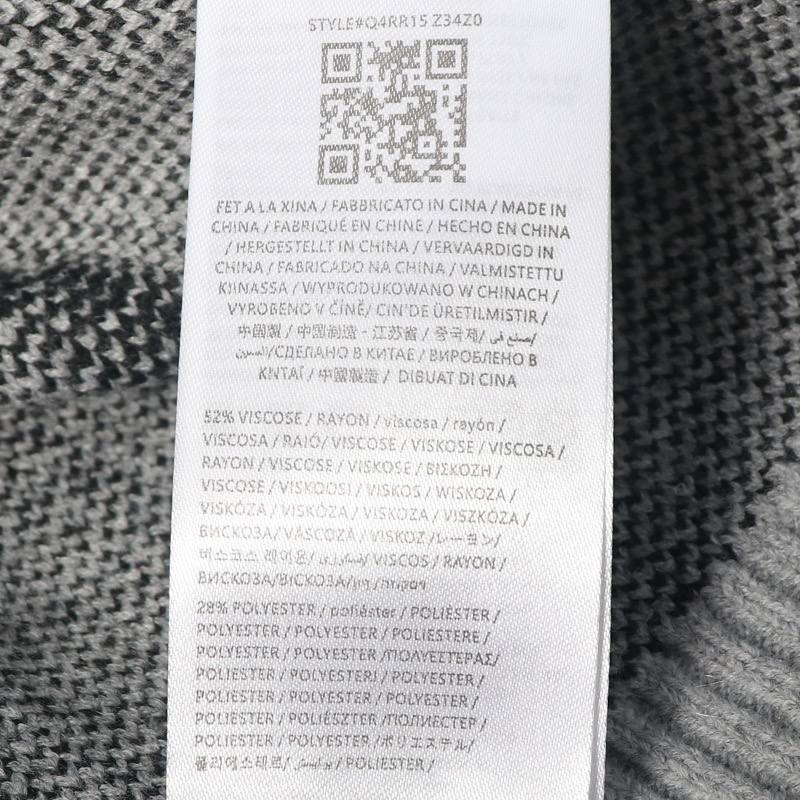 STYLE#Q4RR15 Z34Z0
FET A LA XINA / FABBRICATO IN CINA / MADE IN
CHINA / FABRIQUÉ EN CHINE / HECHO EN CHINA
/ HERGESTELLT IN CHINA / VERVAARDIGD IN
CHINA / FABRICADO NA CHINA / VALMISTETTU
KIINASSA / WYPRODUKOWANO W CHINACH /
VYROBENO V ČÍNĚ/ CIN'DE ÜRETILMISTIR /
中國製 / 中国制造 - 江苏省 / 중국제/ صنع في/
الصين/СДЕЛАНО В КИТАЕ / ВИРОБЛЕНО В
КИТАЇ / 中國製造 / DIBUAT DI CINA
52% VISCOSE / RAYON / viscosa / rayón /
VISCOSA / RAIÓ/ VISCOSE / VISKOSE / VISCOSA /
RAYON / VISCOSE / VISKOSE / ΒΙΣΚΟΖΗ /
VISCOSE / VISKOOSI / VISKOS / WISKOZA /
VISKÓZA / VISKÓZA / VISKOZA / VISZKÓZA /
ВИСКОЗА/ VÂSCOZĂ / VISKOZ /レーヨン/
비스코스 레이온/ / VISCOS / RAYON /
ВИСКОЗА/ВІСКОЗА/
28% POLYESTER / poliéster / POLIÈSTER /
POLYESTER / POLYESTER / POLIESTERE /
POLYESTER / POLYESTER /ΠΟΛΥΕΣΤΕΡΑΣ/
POLIESTER / POLYESTERI / POLYESTER /
POLIESTER / POLYESTER / POLYESTER /
POLIESTER / POLIÉSZTER /ПОЛИЕСТЕР /
POLIESTER / POLYESTER /ポリエステル/
폴리에스테르/ بوليستر / POLIESTER /